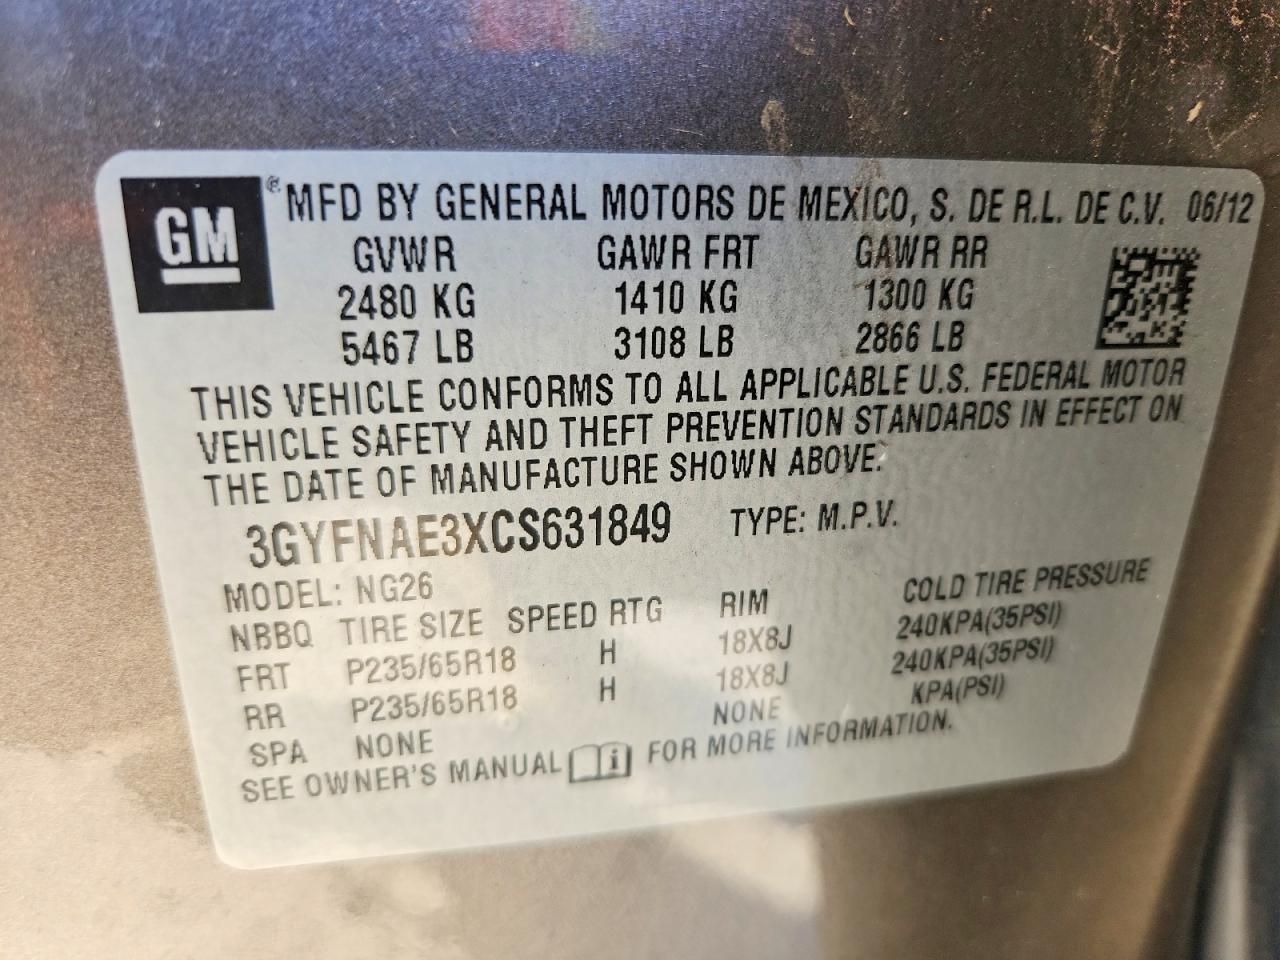 GM ® MFD BY GENERAL MOTORS DE MEXICO, S. DE R.L. DE C.V. 06/12
GVWR GAWR FRT GAWR RR
2480 KG 1410 KG 1300 KG
5467 LB 3108 LB 2866 LB
THIS VEHICLE CONFORMS TO ALL APPLICABLE U.S. FEDERAL MOTOR
VEHICLE SAFETY AND THEFT PREVENTION STANDARDS IN EFFECT ON
THE DATE OF MANUFACTURE SHOWN ABOVE.
3GYFNAE3XCS631849 TYPE: M.P.V.
MODEL: NG26
NBBQ TIRE SIZE SPEED RTG RIM COLD TIRE PRESSURE
FRT P235/65R18 H 18X8J 240KPA(35PSI)
RR P235/65R18 H 18X8J 240KPA(35PSI)
SPA NONE NONE KPA(PSI)
SEE OWNER'S MANUAL i FOR MORE INFORMATION.